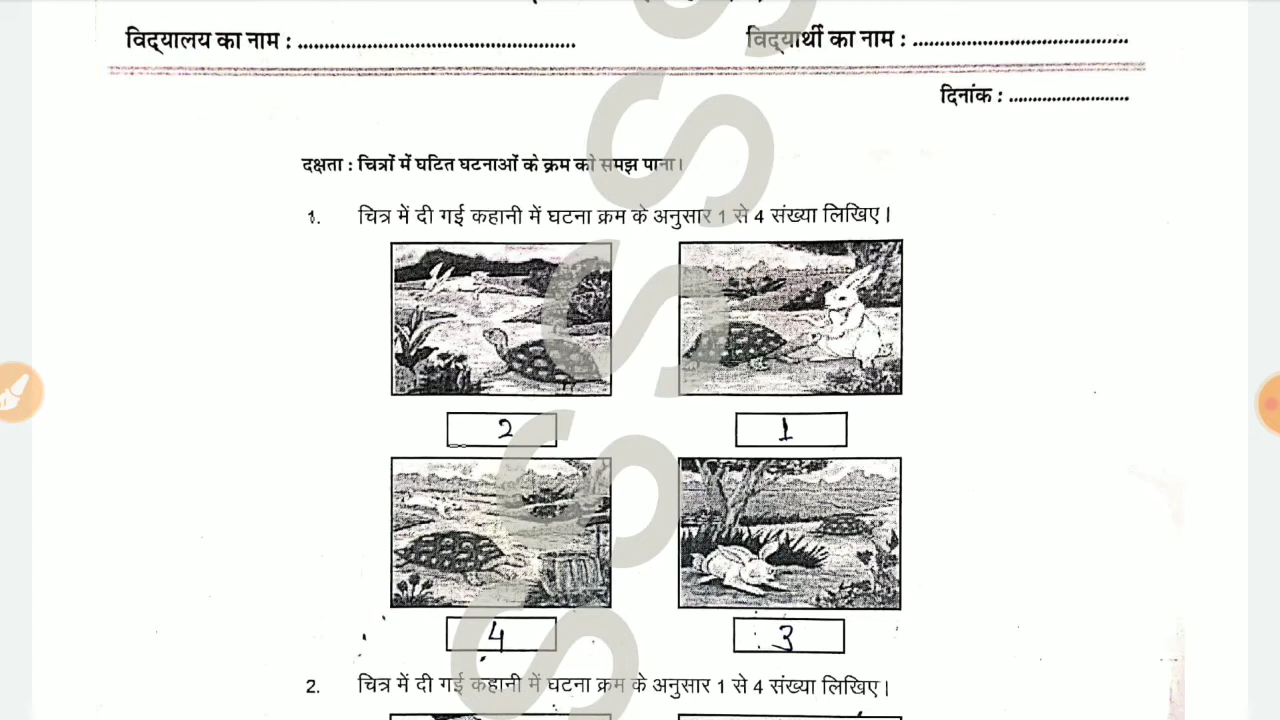 विद्यालय का नाम : ..................................................... विद्यार्थी का नाम : .........................................
दिनांक : ..........................
दक्षता : चित्रों में घटित घटनाओं के क्रम को समझ पाना।
1. चित्र में दी गई कहानी में घटना क्रम के अनुसार 1 से 4 संख्या लिखिए।
2 1
4 3
2. चित्र में दी गई कहानी में घटना क्रम के अनुसार 1 से 4 संख्या लिखिए।